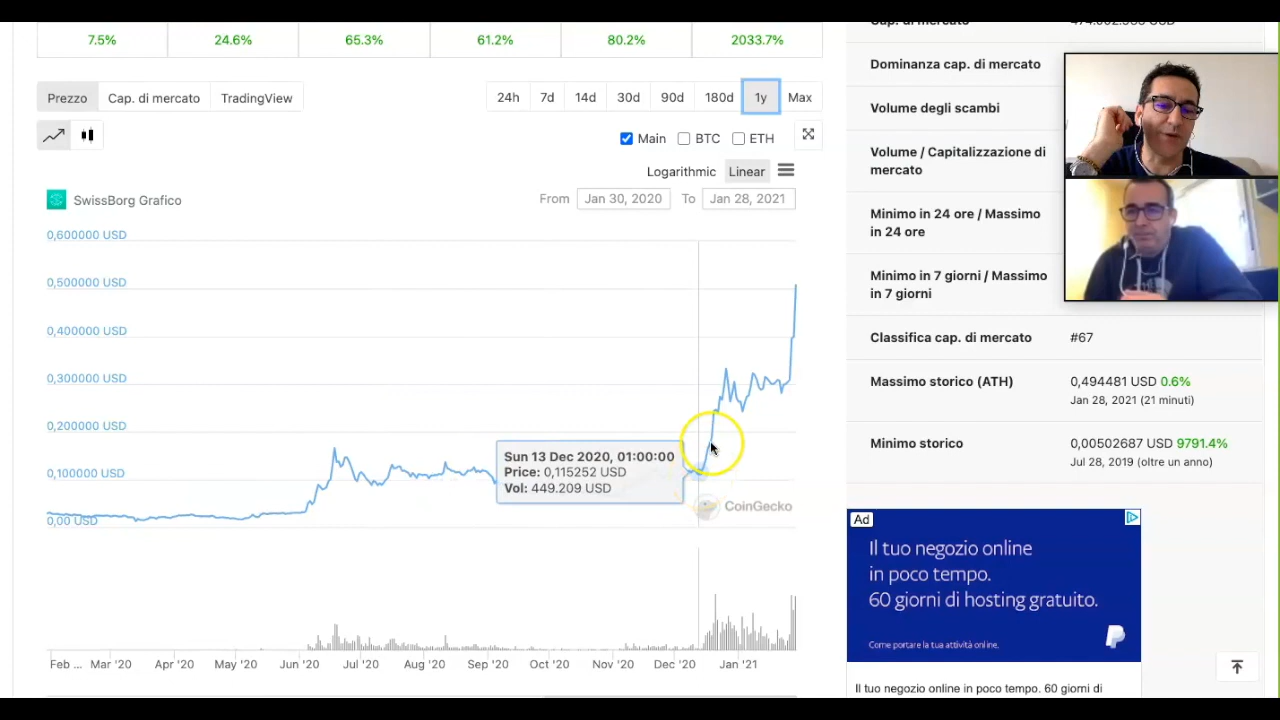 7.5%
24.6%
65.3%
61.2%
80.2%
2033.7%
Prezzo
Cap. di mercato
TradingView
24h
7d
14d
30d
90d
180d
1y
Max
Main
BTC
ETH
Logarithmic
Linear
SwissBorg Grafico
From
Jan 30, 2020
To
Jan 28, 2021
0,600000 USD
0,500000 USD
0,400000 USD
0,300000 USD
0,200000 USD
0,100000 USD
0,00 USD
Sun 13 Dec 2020, 01:00:00
Price: 0,115252 USD
Vol: 449.209 USD
CoinGecko
Feb ...
Mar '20
Apr '20
May '20
Jun '20
Jul '20
Aug '20
Sep '20
Oct '20
Nov '20
Dec '20
Jan '21
Cap. di mercato
Dominanza cap. di mercato
Volume degli scambi
Volume / Capitalizzazione di
mercato
Minimo in 24 ore / Massimo
in 24 ore
Minimo in 7 giorni / Massimo
in 7 giorni
Classifica cap. di mercato
#67
Massimo storico (ATH)
0,494481 USD 0.6%
Jan 28, 2021 (21 minuti)
Minimo storico
0,00502687 USD 9791.4%
Jul 28, 2019 (oltre un anno)
Ad
Il tuo negozio online
in poco tempo.
60 giorni di hosting gratuito.
Come portare la tua attività online.
Il tuo negozio online in poco tempo. 60 giorni di